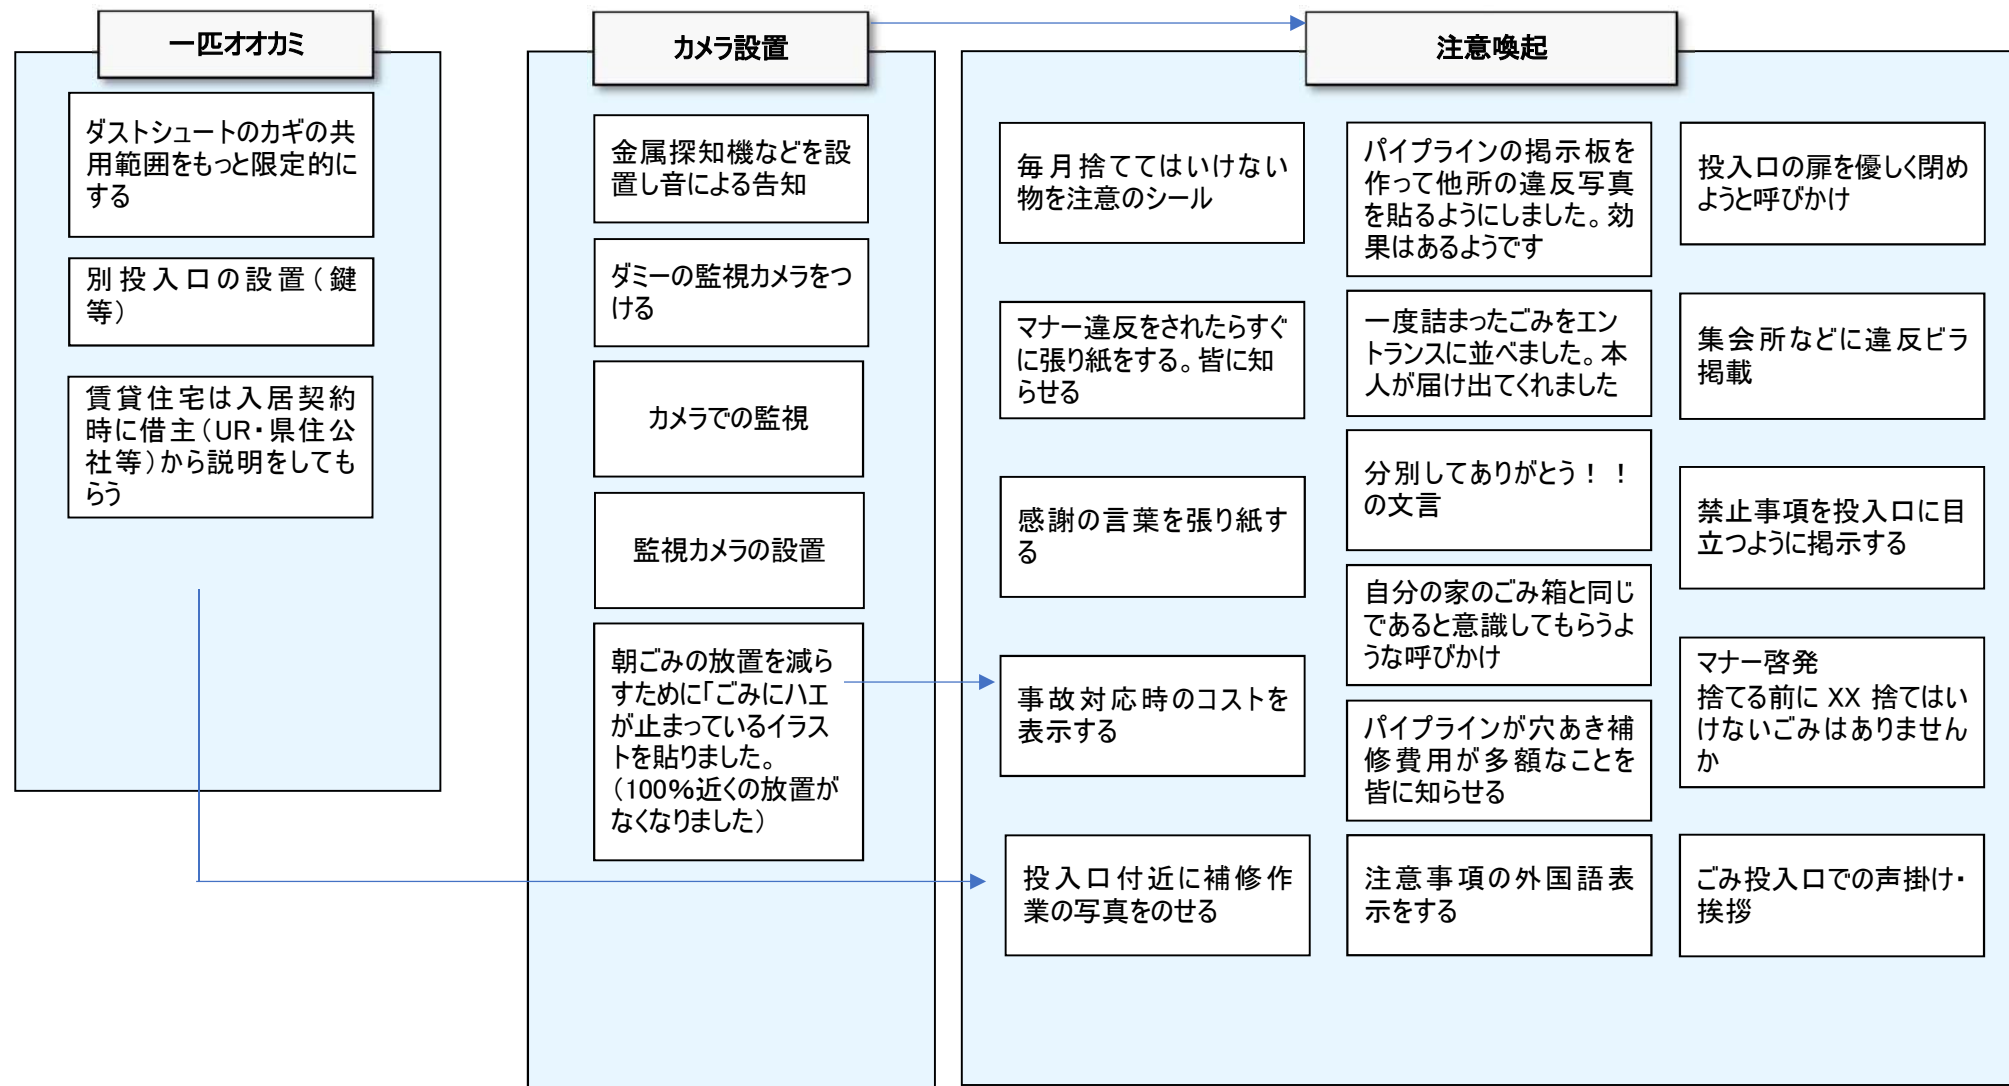 一匹オオカミ
ダストシュートのカギの共
用範囲をもっと限定的に
する
別投入口の設置（鍵
等）
賃貸住宅は入居契約
時に借主（UR・県住公
社等）から説明をしても
らう
カメラ設置
金属探知機などを設
置し音による告知
ダミーの監視カメラをつ
ける
カメラでの監視
監視カメラの設置
朝ごみの放置を減ら
すために「ごみにハエ
が止まっているイラス
トを貼りました。
（100%近くの放置が
なくなりました）
注意喚起
毎月捨ててはいけない
物を注意のシール
マナー違反をされたらすぐ
に張り紙をする。皆に知
らせる
感謝の言葉を張り紙す
る
事故対応時のコストを
表示する
投入口付近に補修作
業の写真をのせる
パイプラインの掲示板を
作って他所の違反写真
を貼るようにしました。効
果はあるようです
一度詰まったごみをエン
トランスに並べました。本
人が届け出てくれました
分別してありがとう！！
の文言
自分の家のごみ箱と同じ
であると意識してもらうよ
うな呼びかけ
パイプラインが穴あき補
修費用が多額なことを
皆に知らせる
注意事項の外国語表
示をする
投入口の扉を優しく閉め
ようと呼びかけ
集会所などに違反ビラ
掲載
禁止事項を投入口に目
立つように掲示する
マナー啓発
捨てる前に XX 捨てはい
けないごみはありません
か
ごみ投入口での声掛け・
挨拶